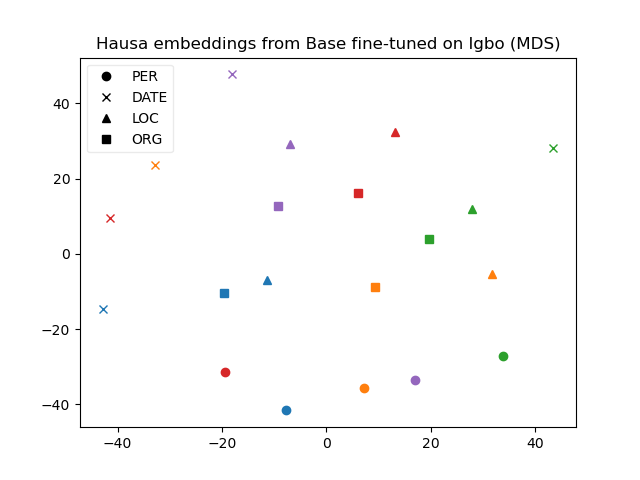 Hausa embeddings from Base fine-tuned on Igbo (MDS)
PER
DATE
LOC
ORG
40
20
0
−20
−40
−40 −20 0 20 40